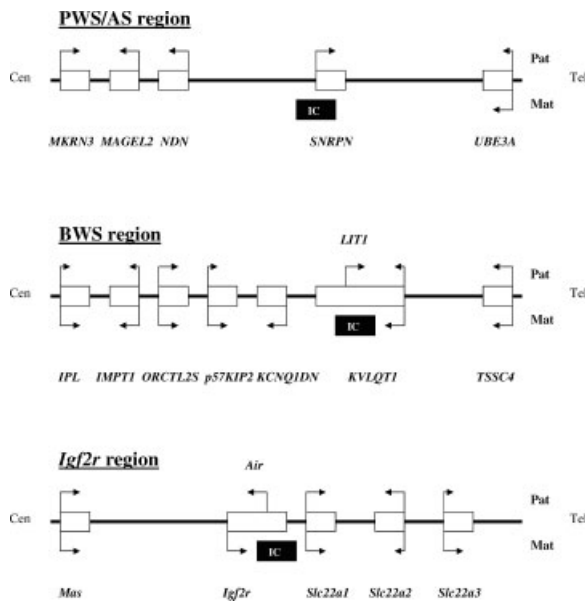 PWS/AS region
Pat
Cen Tel
Mat
IC
MKRN3 MAGEL2 NDN SNRPN UBE3A
BWS region
LIT1
Pat
Cen Tel
Mat
IC
IPL IMPT1 ORCTL2S p57KIP2 KCNQ1DN KVLQT1 TSSC4
Igf2r region
Air
Pat
Cen Tel
Mat
IC
Mas Igf2r Slc22a1 Slc22a2 Slc22a3